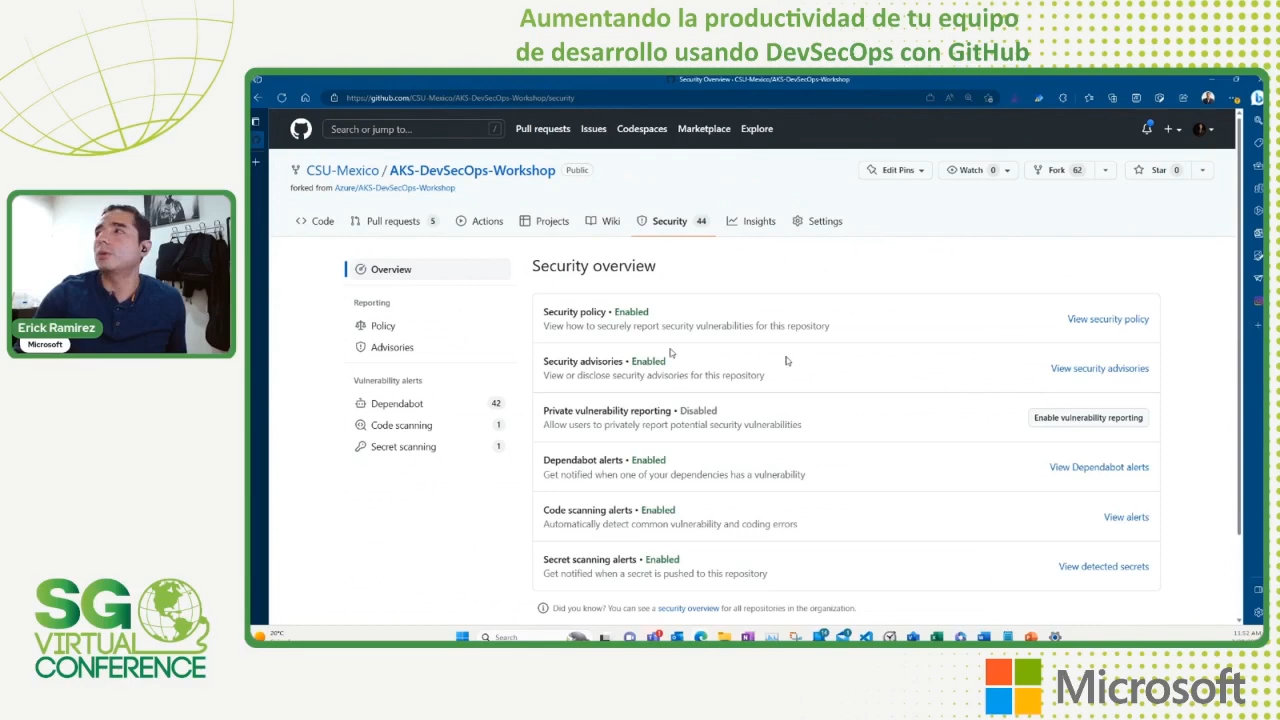 Aumentando la productividad de tu equipo
de desarrollo usando DevSecOps con GitHub
Security Overview · CSU-Mexico/AKS-DevSecOps-Workshop
https://github.com/CSU-Mexico/AKS-DevSecOps-Workshop/security
Search or jump to... /
Pull requests Issues Codespaces Marketplace Explore
CSU-Mexico / AKS-DevSecOps-Workshop Public
Edit Pins Watch 0 Fork 62 Star 0
forked from Azure/AKS-DevSecOps-Workshop
Code Pull requests 5 Actions Projects Wiki Security 44 Insights Settings
Overview
Reporting
Policy
Advisories
Vulnerability alerts
Dependabot 42
Code scanning 1
Secret scanning 1
Security overview
Security policy • Enabled
View how to securely report security vulnerabilities for this repository
View security policy
Security advisories • Enabled
View or disclose security advisories for this repository
View security advisories
Private vulnerability reporting • Disabled
Allow users to privately report potential security vulnerabilities
Enable vulnerability reporting
Dependabot alerts • Enabled
Get notified when one of your dependencies has a vulnerability
View Dependabot alerts
Code scanning alerts • Enabled
Automatically detect common vulnerability and coding errors
View alerts
Secret scanning alerts • Enabled
Get notified when a secret is pushed to this repository
View detected secrets
Did you know? You can see a security overview for all repositories in the organization.
20°C
Search
11:52 AM
Erick Ramirez
Microsoft
SG
VIRTUAL
CONFERENCE
Microsoft